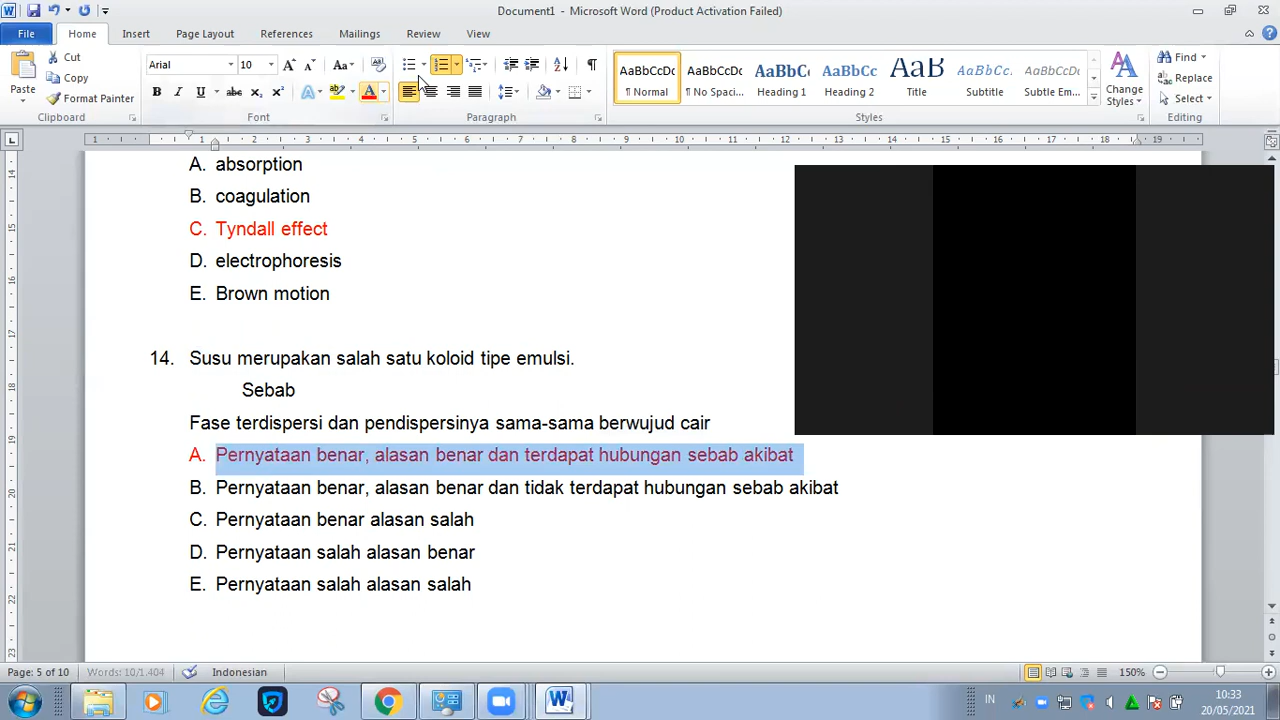 Document1 - Microsoft Word (Product Activation Failed)
File Home Insert Page Layout References Mailings Review View
Cut
Copy
Format Painter
Paste
Clipboard
Arial 10
Font
Paragraph
AaBbCcDc AaBbCcDc AaBbCc AaBbCc AaB AaBbCc. AaBbCcDc
¶ Normal ¶ No Spaci... Heading 1 Heading 2 Title Subtitle Subtle Em...
Change Styles
Styles
Find
Replace
Select
Editing
A. absorption
B. coagulation
C. Tyndall effect
D. electrophoresis
E. Brown motion
14. Susu merupakan salah satu koloid tipe emulsi.
Sebab
Fase terdispersi dan pendispersinya sama-sama berwujud cair
A. Pernyataan benar, alasan benar dan terdapat hubungan sebab akibat
B. Pernyataan benar, alasan benar dan tidak terdapat hubungan sebab akibat
C. Pernyataan benar alasan salah
D. Pernyataan salah alasan benar
E. Pernyataan salah alasan salah
Page: 5 of 10 Words: 10/1.404 Indonesian 150%
IN
10:33
20/05/2021